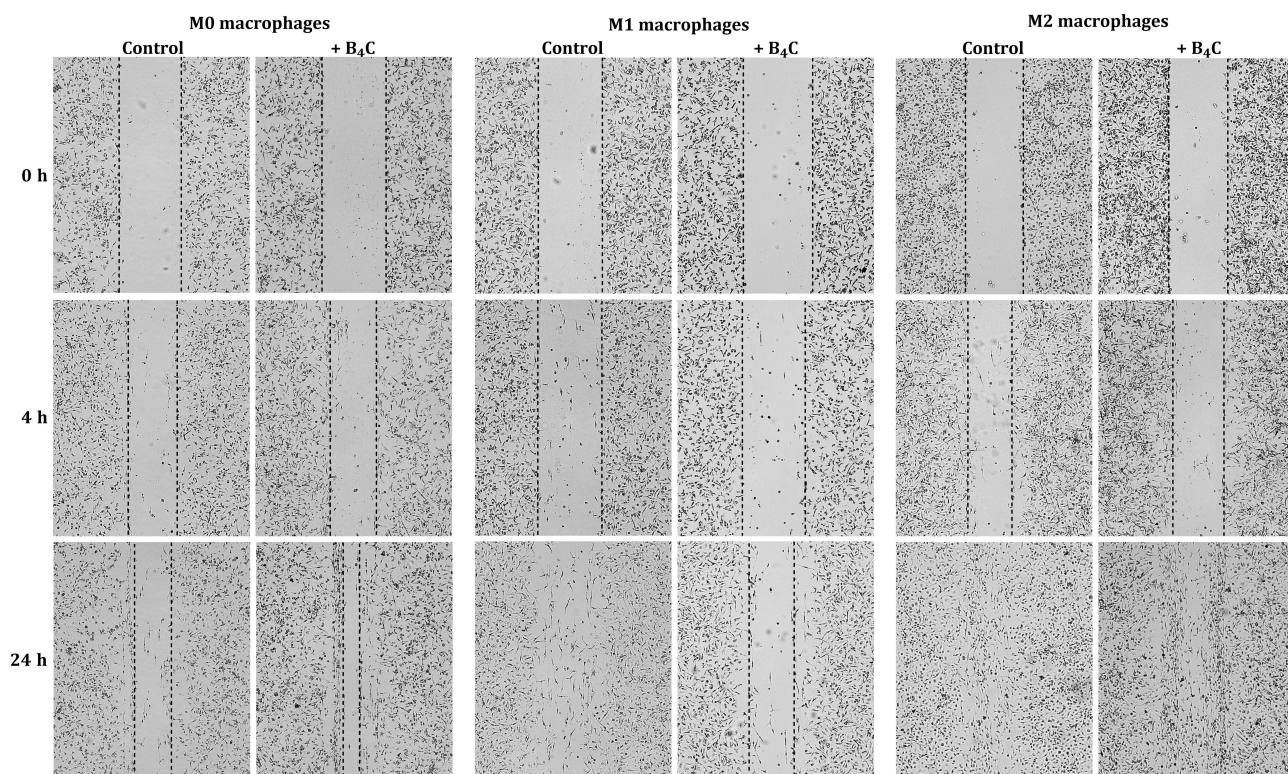 M0 macrophages M1 macrophages M2 macrophages
Control + B₄C Control + B₄C Control + B₄C
0 h
4 h
24 h